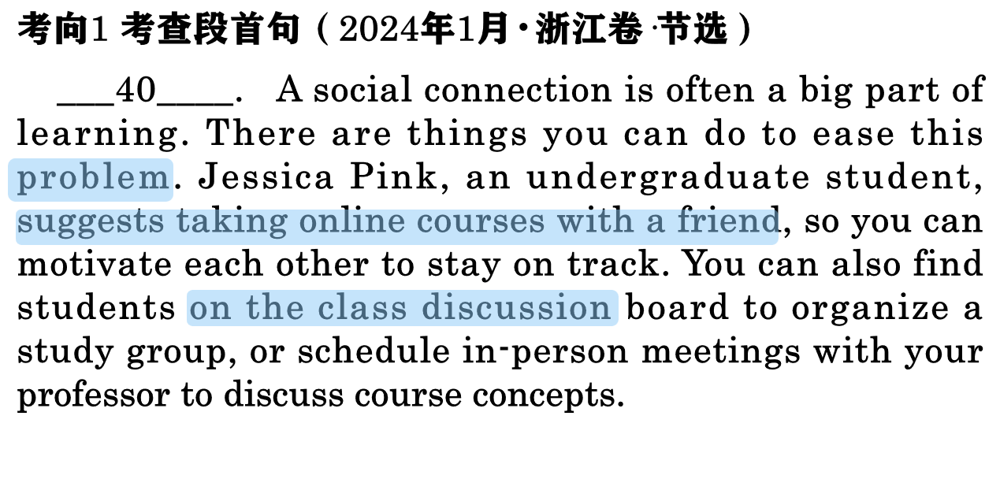 考向1 考查段首句（2024年1月·浙江卷·节选）
___40____. A social connection is often a big part of
learning. There are things you can do to ease this
problem. Jessica Pink, an undergraduate student,
suggests taking online courses with a friend, so you can
motivate each other to stay on track. You can also find
students on the class discussion board to organize a
study group, or schedule in-person meetings with your
professor to discuss course concepts.